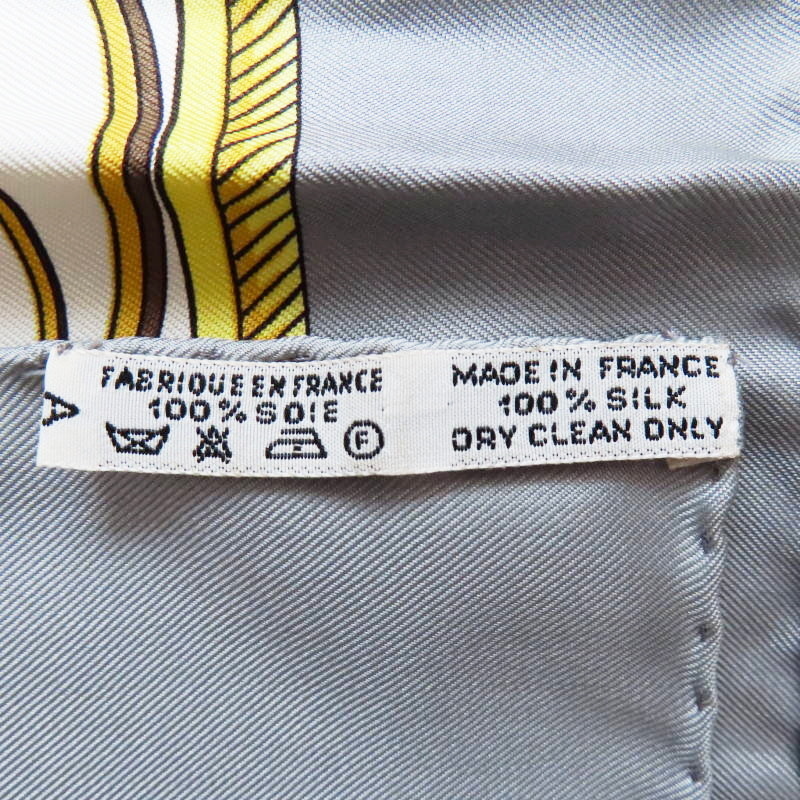 A
FABRIQUE EN FRANCE
100% SOIE
F
MADE IN FRANCE
100% SILK
DRY CLEAN ONLY